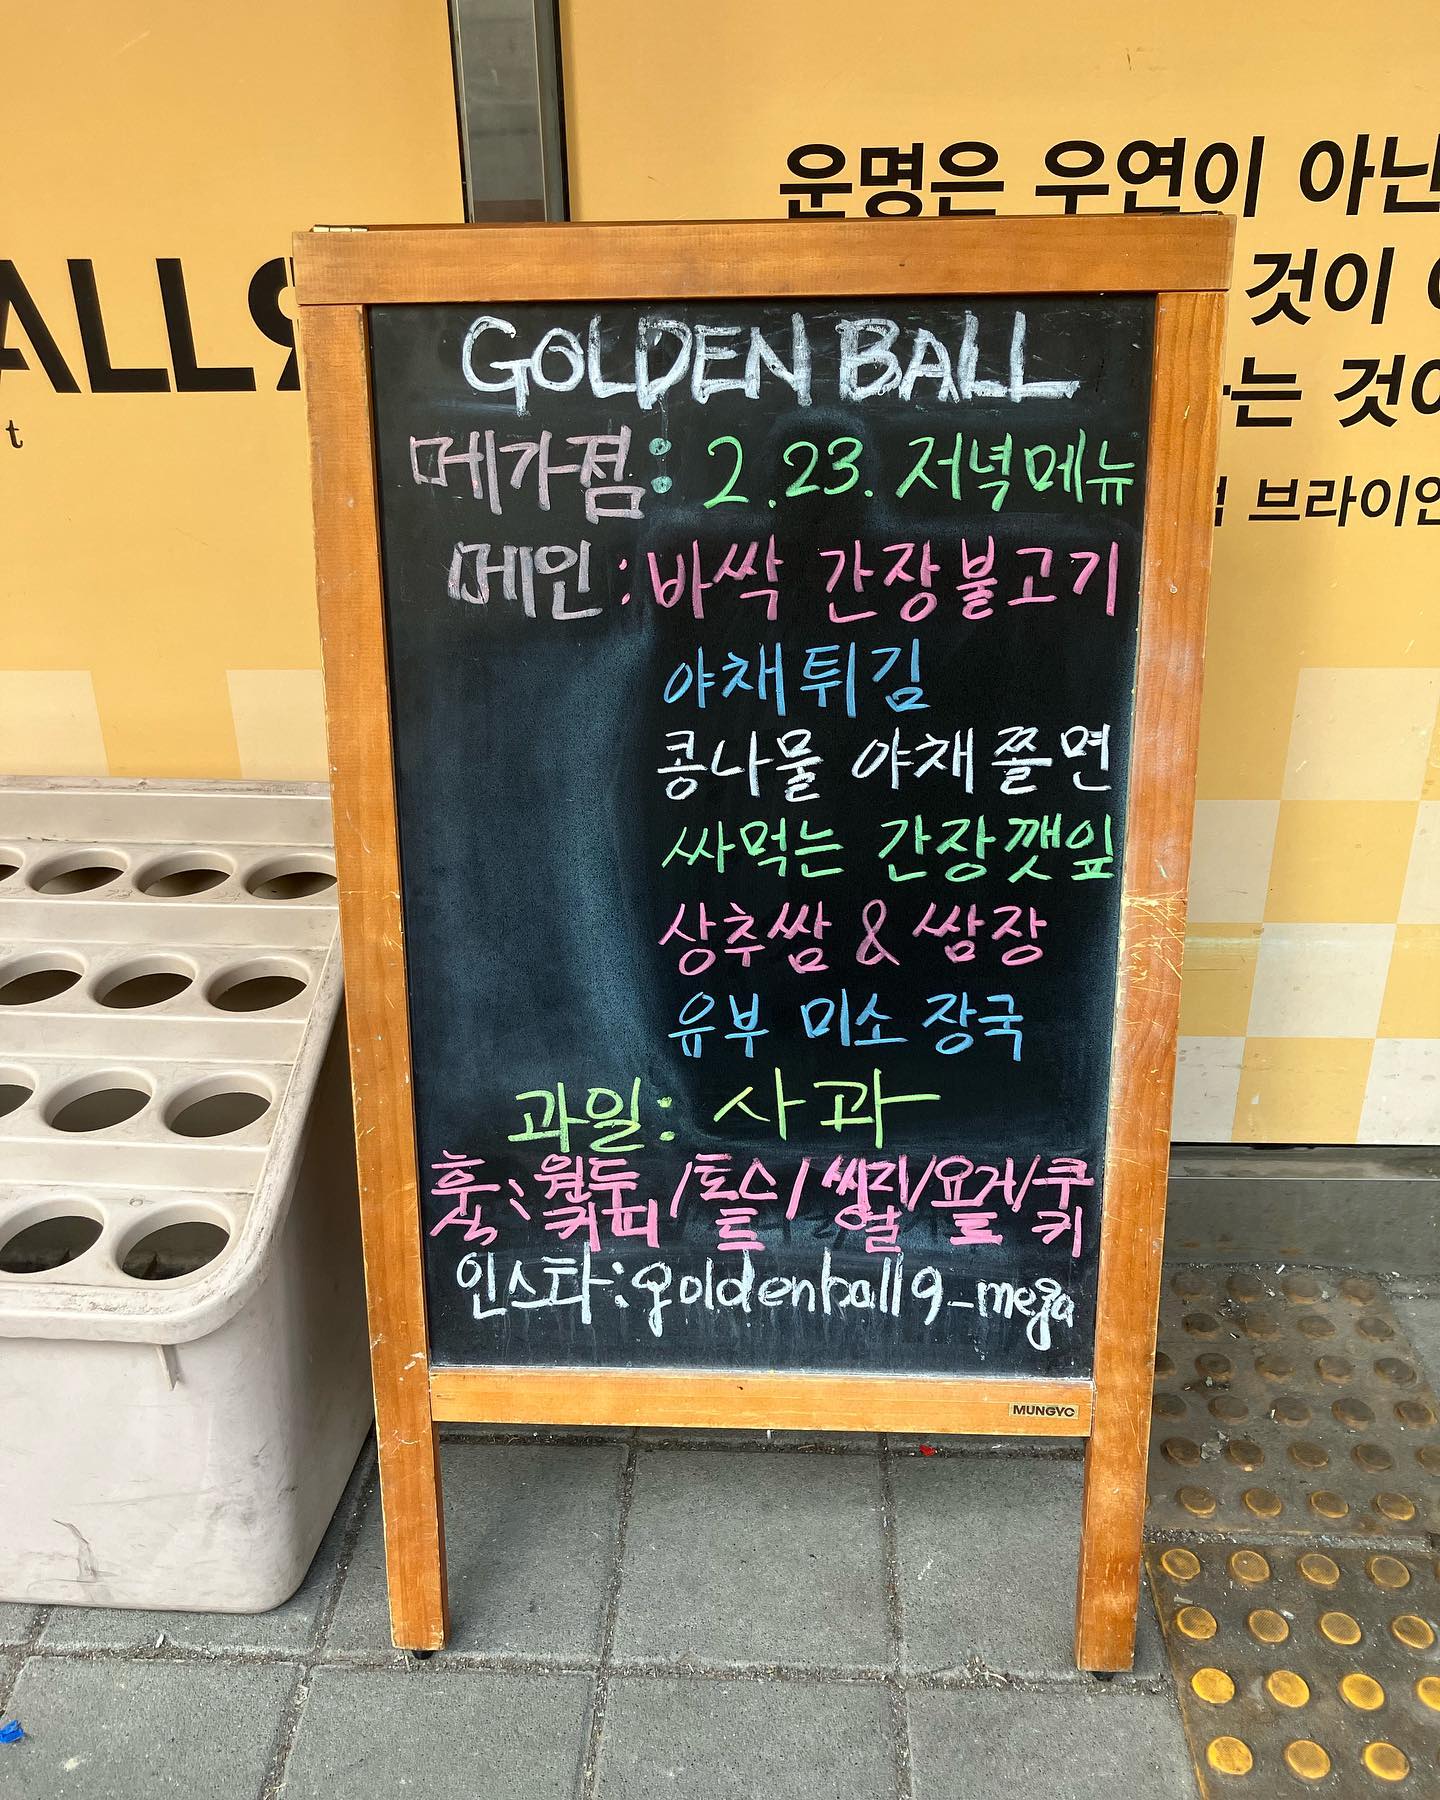 ALL
t
운명은 우연이 아닌
것이
는 것이
브라이언
GOLDEN BALL
메가점: 2.23. 저녁메뉴
메인: 바싹 간장불고기
야채튀김
콩나물 야채쫄면
싸먹는 간장깻잎
상추쌈 & 쌈장
유부 미소 장국
과일: 사과
후식: 원두커피/토스트/씨리얼/요거트/쿠키
인스타: goldenball9_mega
MUNGYO